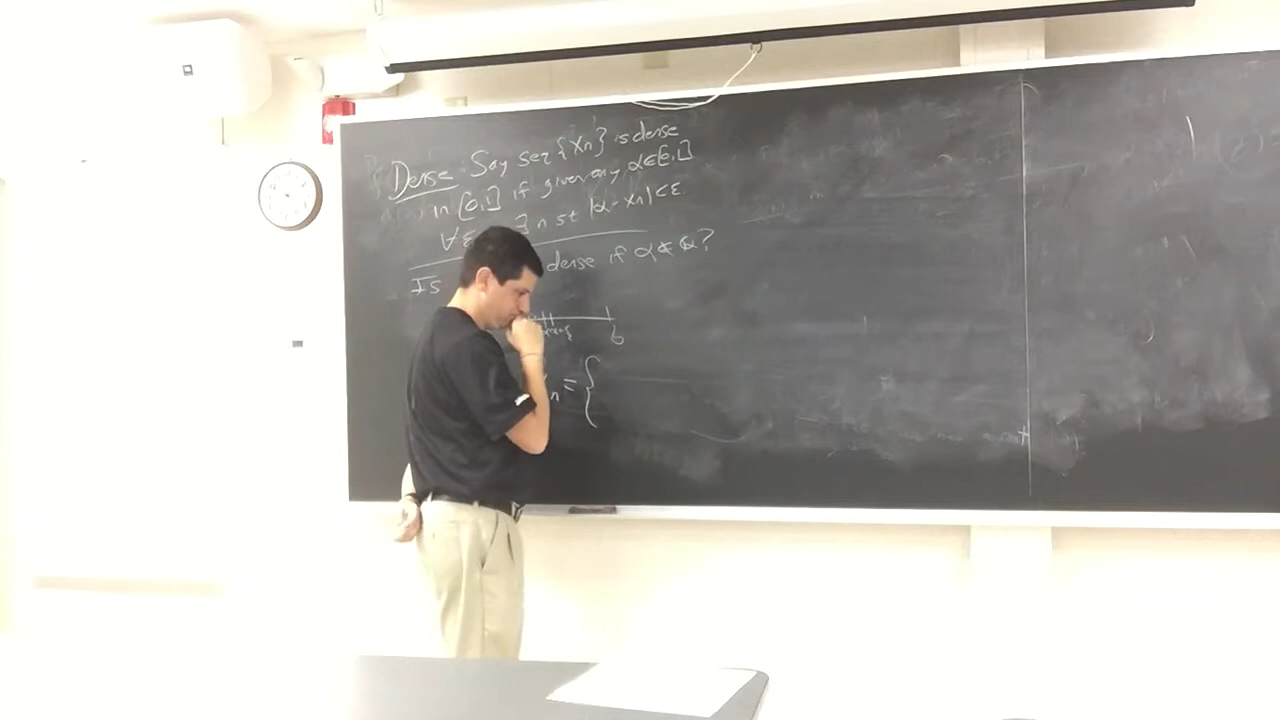 Dense: Say seq {xn} is dense
in [0,1] if given any α∈[0,1]
∀ε ∃ n st |α-xn|<ε
Is dense if α∉Q?
1
b
n = {